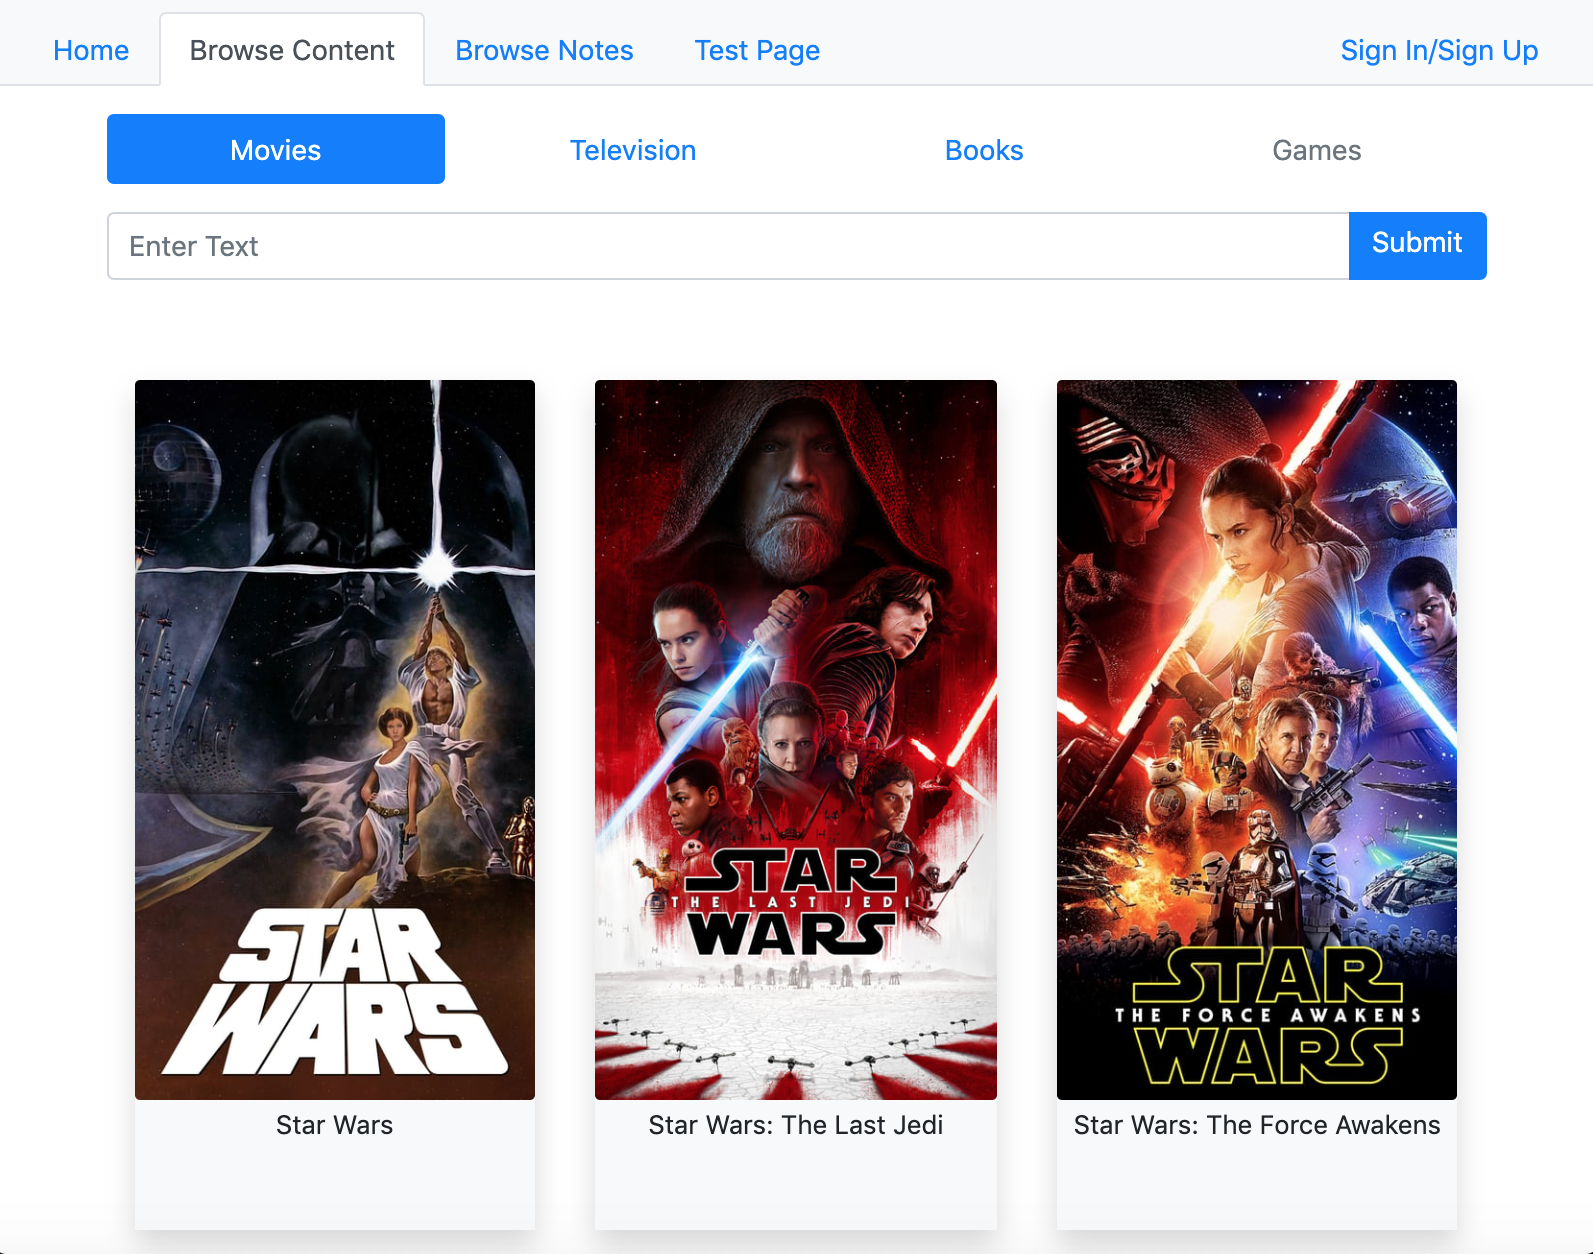 Home
Browse Content
Browse Notes
Test Page
Sign In/Sign Up
Movies
Television
Books
Games
Enter Text
Submit
STAR
WARS
Star Wars
STAR
THE LAST JEDI
WARS
Star Wars: The Last Jedi
STAR
THE FORCE AWAKENS
WARS
Star Wars: The Force Awakens